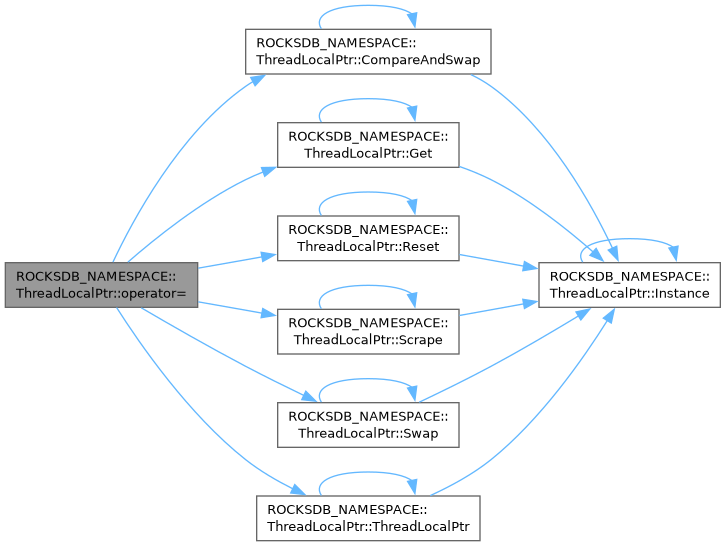 ROCKSDB_NAMESPACE::
ThreadLocalPtr::CompareAndSwap
ROCKSDB_NAMESPACE::
ThreadLocalPtr::Get
ROCKSDB_NAMESPACE::
ThreadLocalPtr::Reset
ROCKSDB_NAMESPACE::
ThreadLocalPtr::operator=
ROCKSDB_NAMESPACE::
ThreadLocalPtr::Instance
ROCKSDB_NAMESPACE::
ThreadLocalPtr::Scrape
ROCKSDB_NAMESPACE::
ThreadLocalPtr::Swap
ROCKSDB_NAMESPACE::
ThreadLocalPtr::ThreadLocalPtr